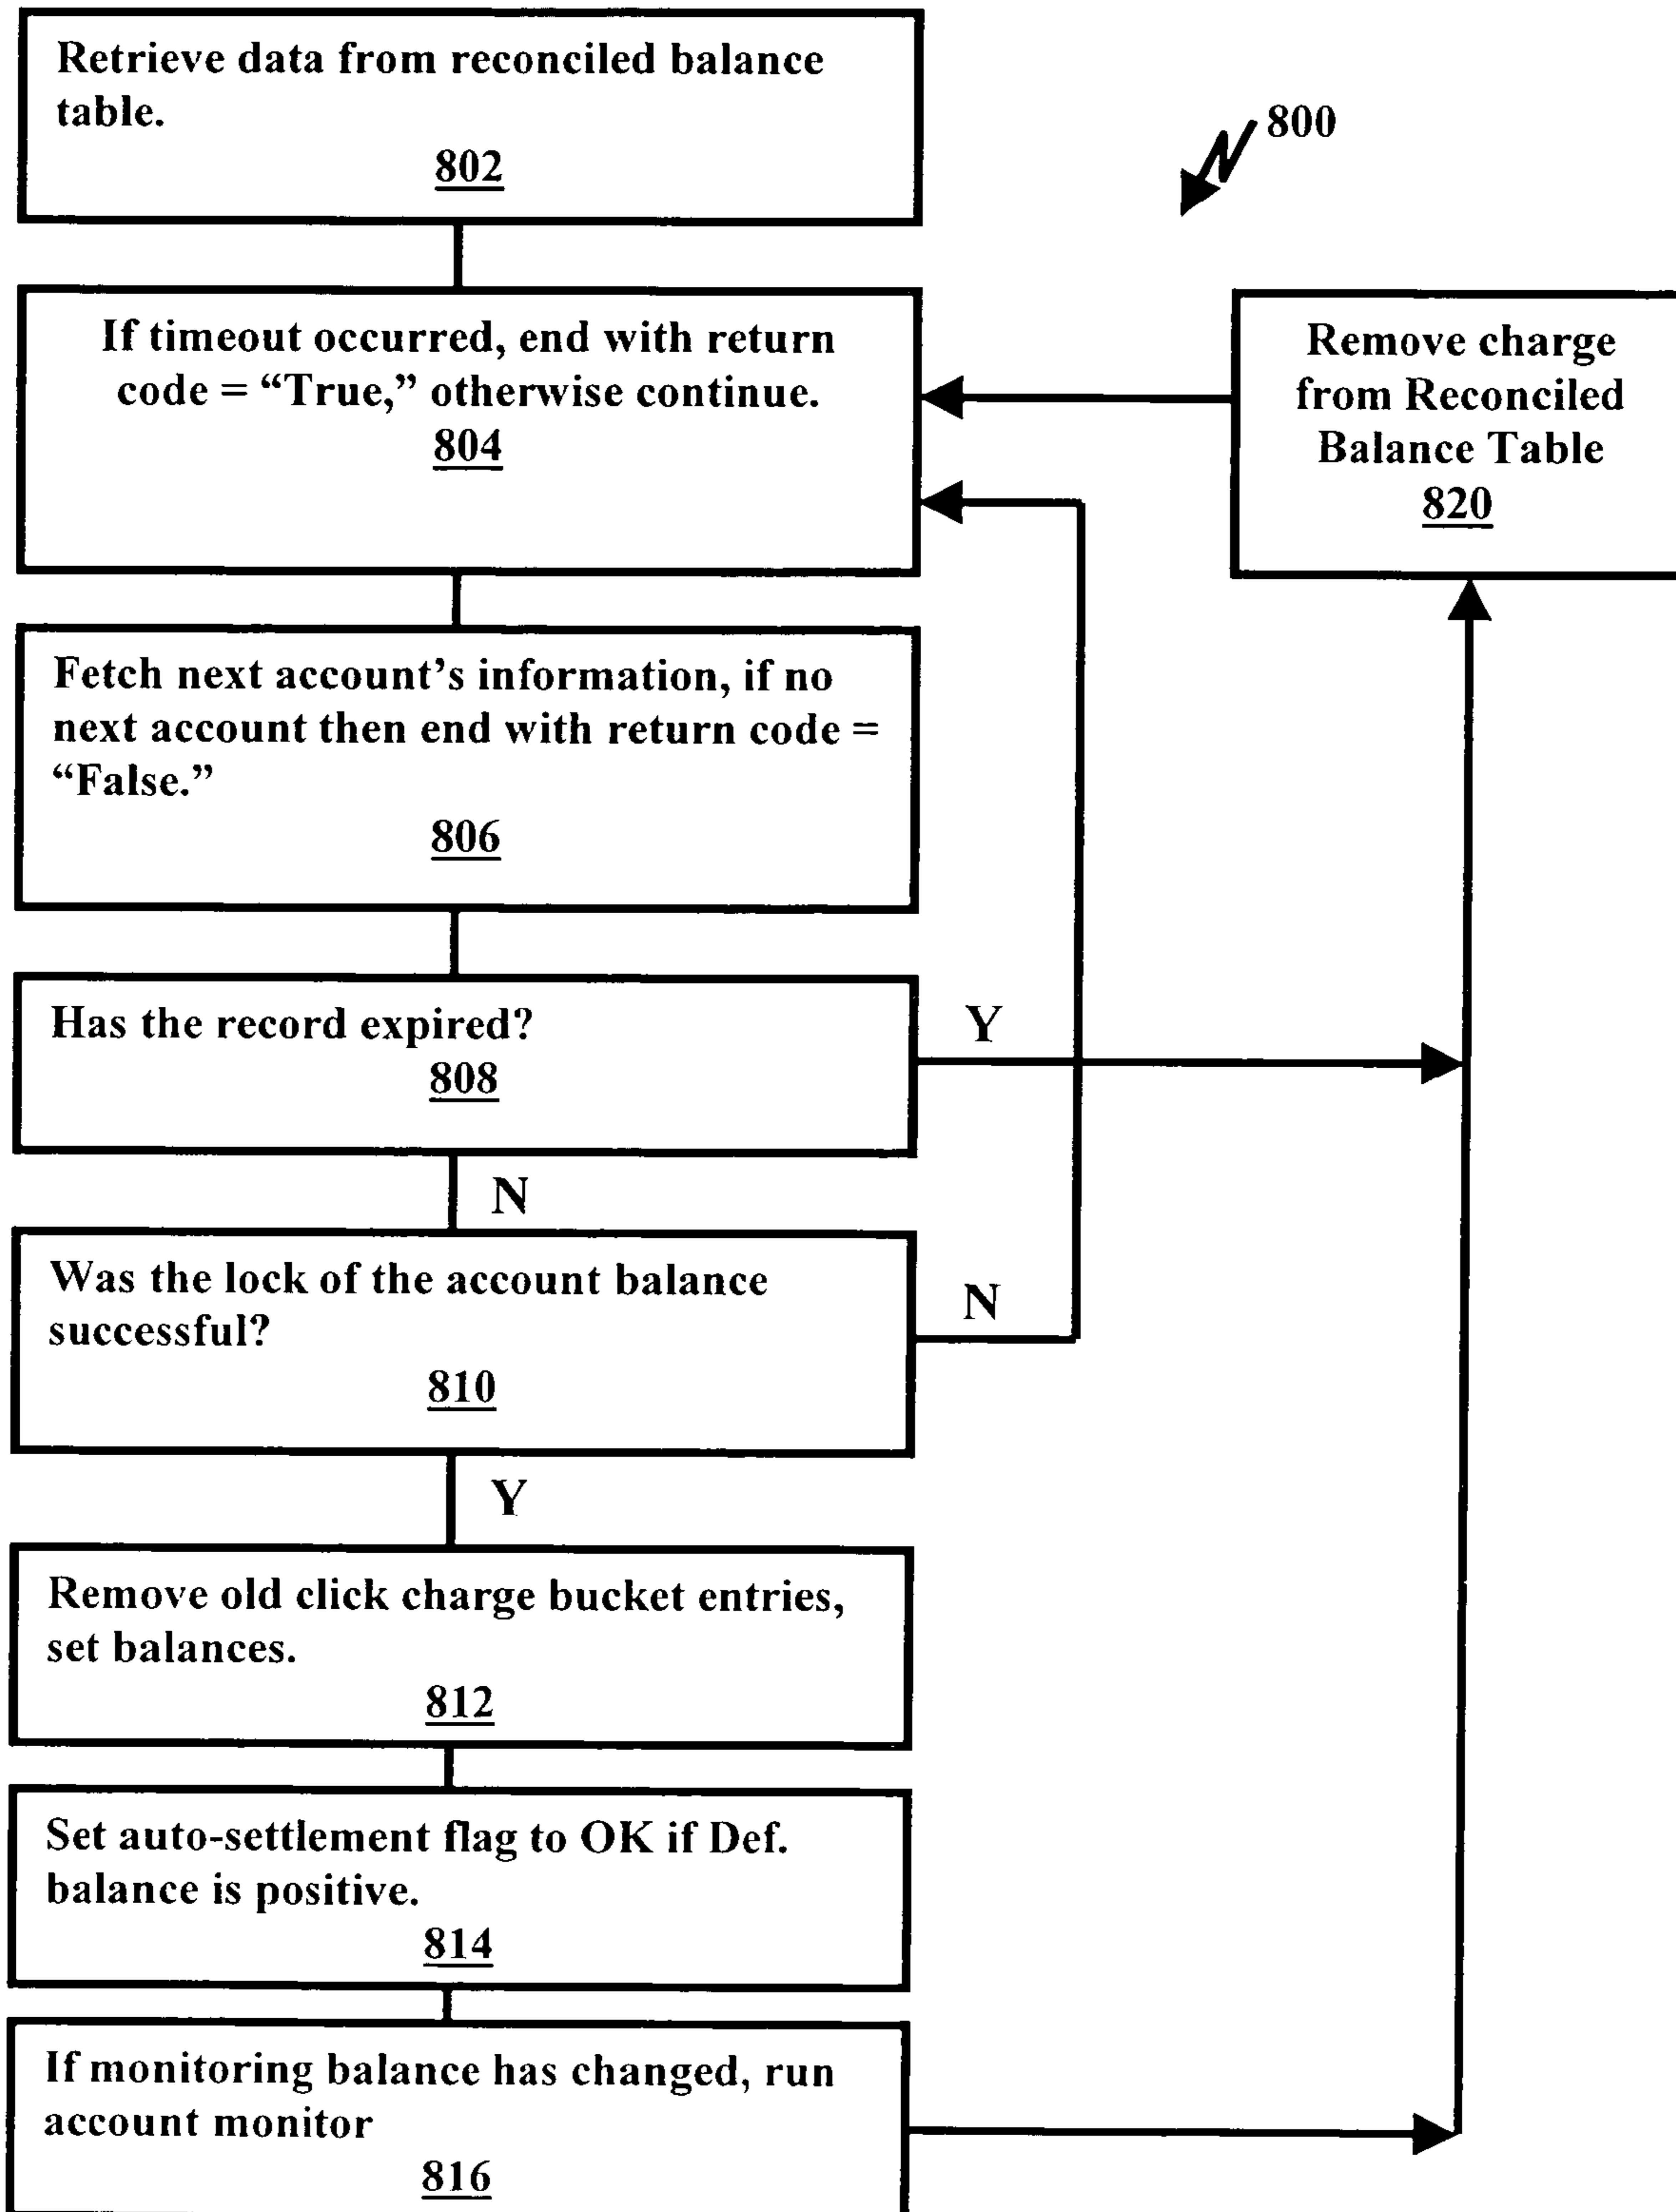 Retrieve data from reconciled balance
table.
802
800
If timeout occurred, end with return
code = “True,” otherwise continue.
804
Remove charge
from Reconciled
Balance Table
820
Fetch next account’s information, if no
next account then end with return code =
“False.”
806
Has the record expired?
808
Y
N
Was the lock of the account balance
successful?
810
N
Y
Remove old click charge bucket entries,
set balances.
812
Set auto-settlement flag to OK if Def.
balance is positive.
814
If monitoring balance has changed, run
account monitor
816